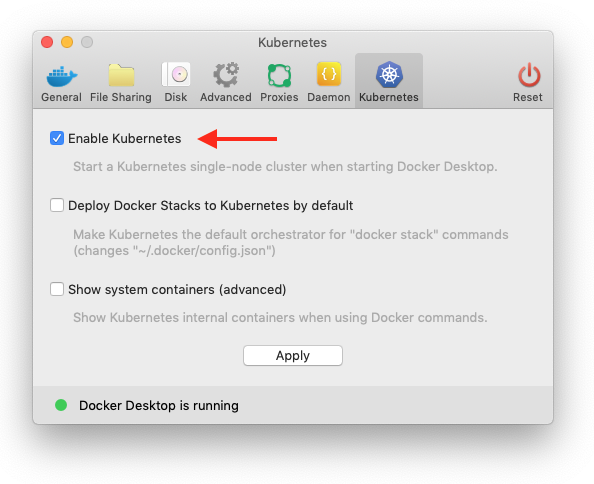 Kubernetes
General File Sharing Disk Advanced Proxies Daemon Kubernetes Reset
Enable Kubernetes
Start a Kubernetes single-node cluster when starting Docker Desktop.
Deploy Docker Stacks to Kubernetes by default
Make Kubernetes the default orchestrator for "docker stack" commands
(changes "~/.docker/config.json")
Show system containers (advanced)
Show Kubernetes internal containers when using Docker commands.
Apply
Docker Desktop is running